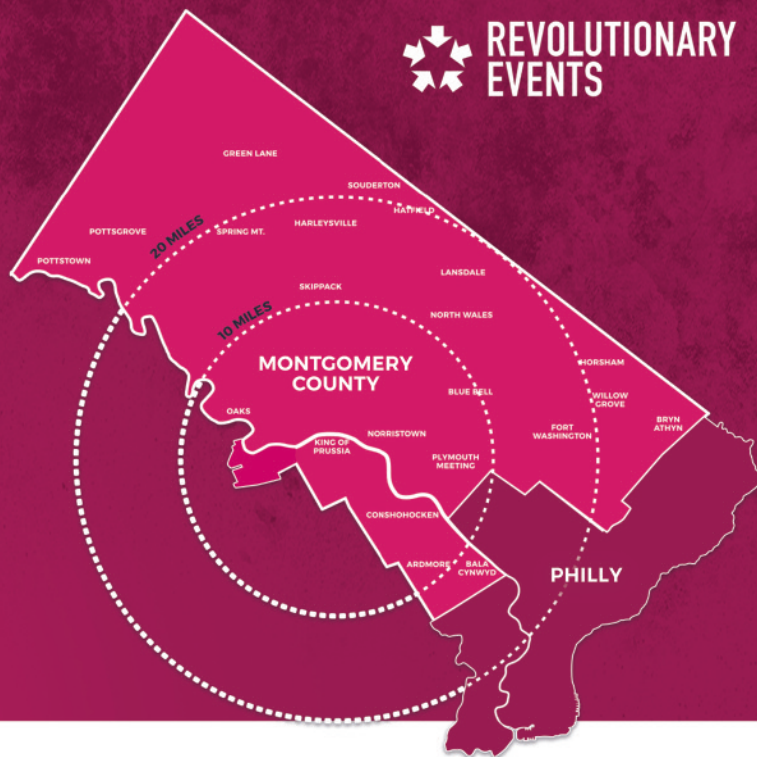 REVOLUTIONARY
EVENTS
GREEN LANE
SOUDERTON
HATFIELD
HARLEYSVILLE
SPRING MT.
POTTSGROVE
20 MILES
POTTSTOWN
LANSDALE
SKIPPACK
10 MILES
NORTH WALES
MONTGOMERY
COUNTY
HORSHAM
BLUE BELL
WILLOW
GROVE
OAKS
BRYN
ATHYN
FORT
WASHINGTON
NORRISTOWN
KING OF
PRUSSIA
PLYMOUTH
MEETING
CONSHOHOCKEN
ARDMORE
BALA
CYNWYD
PHILLY